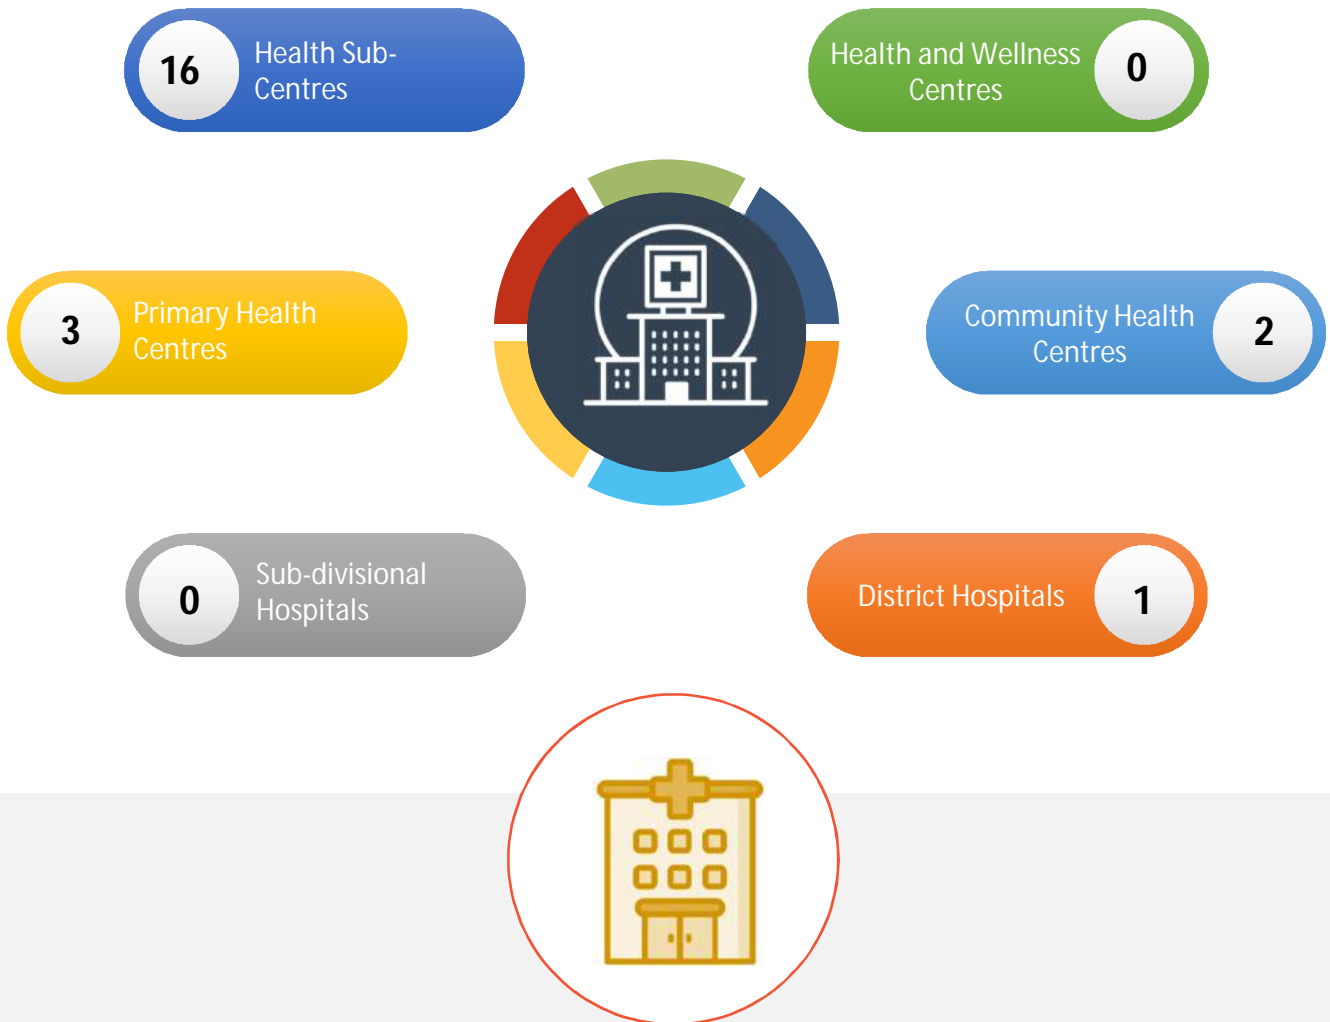 16
Health Sub-
Centres
Health and Wellness
Centres
0
3
Primary Health
Centres
Community Health
Centres
2
0
Sub-divisional
Hospitals
District Hospitals
1